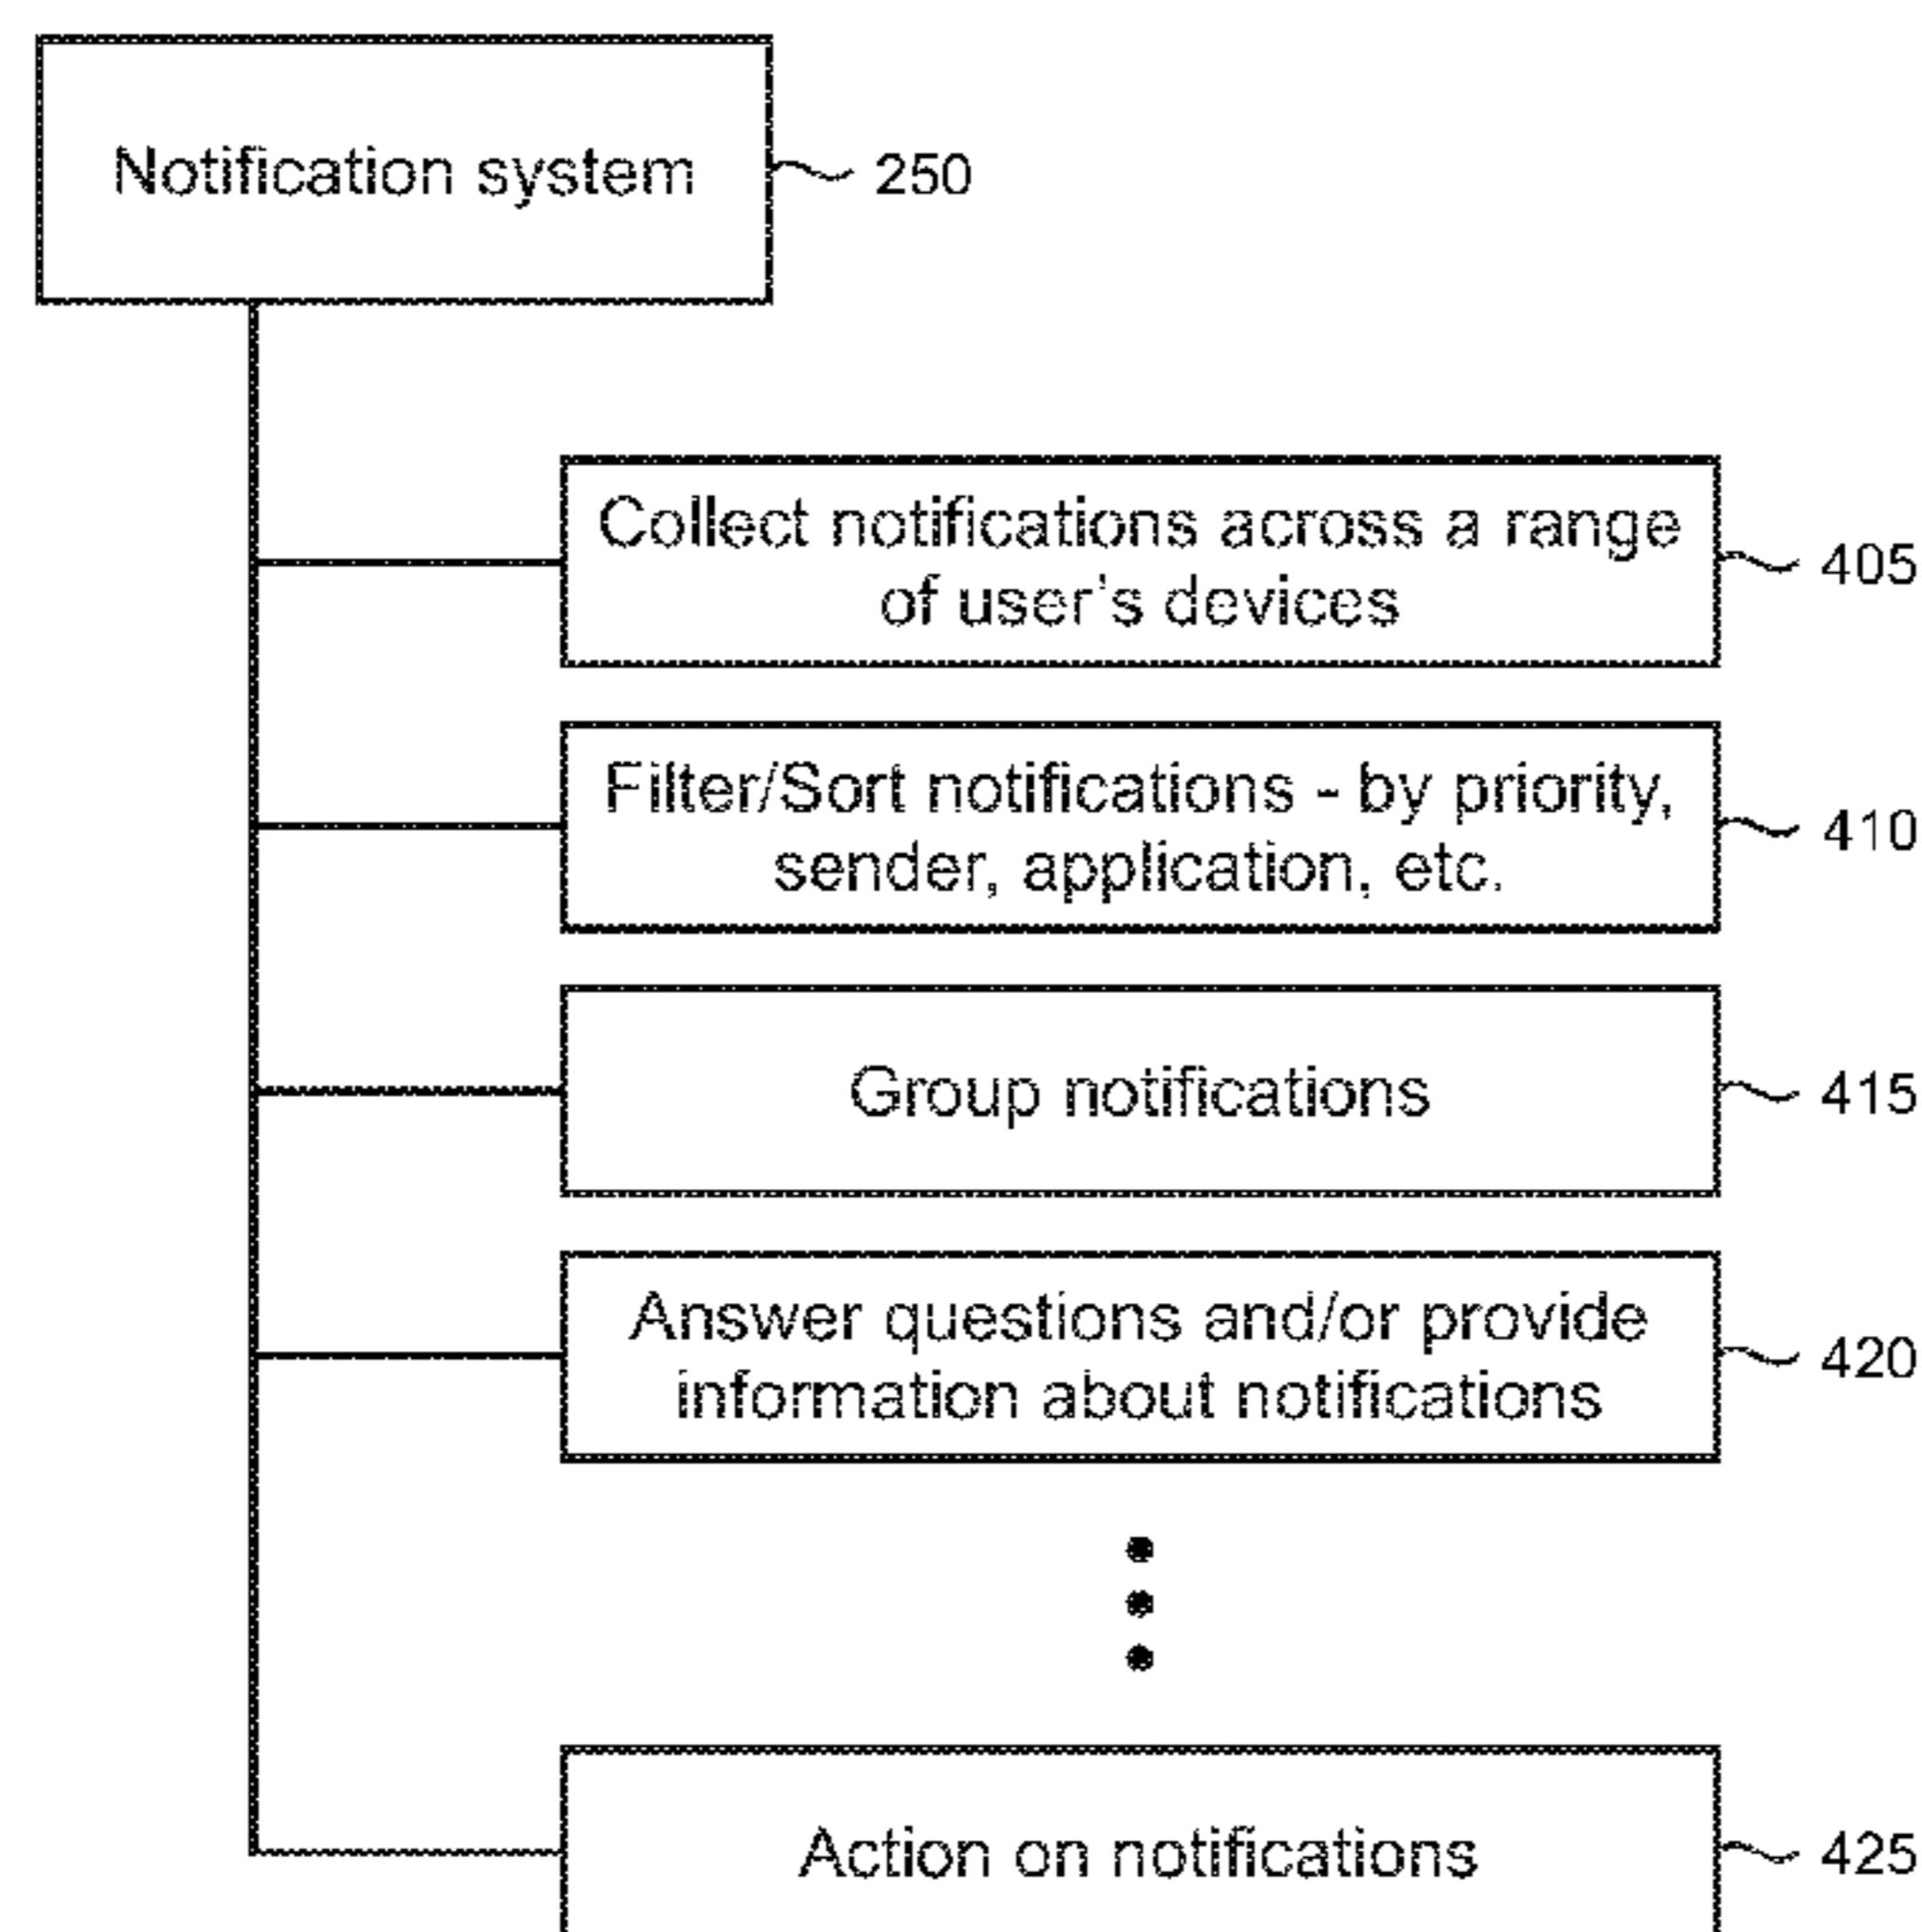 Notification system
250
Collect notifications across a range
of user's devices
405
Filter/Sort notifications - by priority,
sender, application, etc.
410
Group notifications
415
Answer questions and/or provide
information about notifications
420
Action on notifications
425